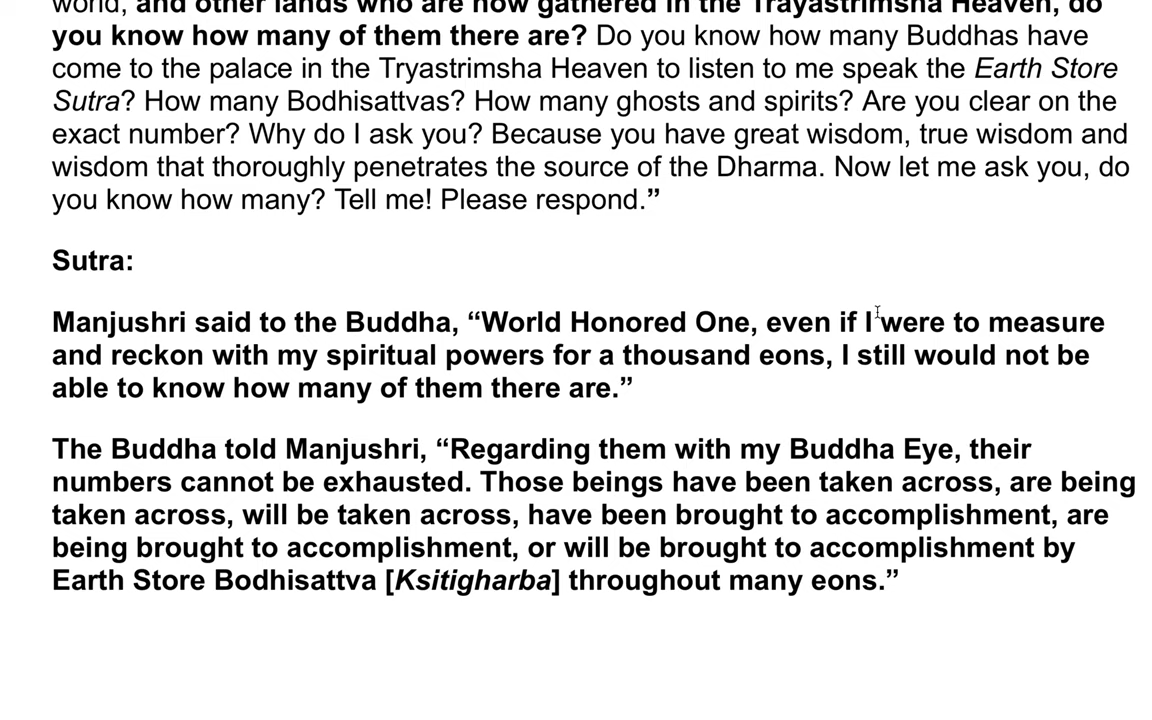 world, and other lands who are now gathered in the Trayastrimsha Heaven, do
you know how many of them there are? Do you know how many Buddhas have
come to the palace in the Tryastrimsha Heaven to listen to me speak the Earth Store
Sutra? How many Bodhisattvas? How many ghosts and spirits? Are you clear on the
exact number? Why do I ask you? Because you have great wisdom, true wisdom and
wisdom that thoroughly penetrates the source of the Dharma. Now let me ask you, do
you know how many? Tell me! Please respond.”
Sutra:
Manjushri said to the Buddha, “World Honored One, even if I were to measure
and reckon with my spiritual powers for a thousand eons, I still would not be
able to know how many of them there are.”
The Buddha told Manjushri, “Regarding them with my Buddha Eye, their
numbers cannot be exhausted. Those beings have been taken across, are being
taken across, will be taken across, have been brought to accomplishment, are
being brought to accomplishment, or will be brought to accomplishment by
Earth Store Bodhisattva [Ksitigharba] throughout many eons.”